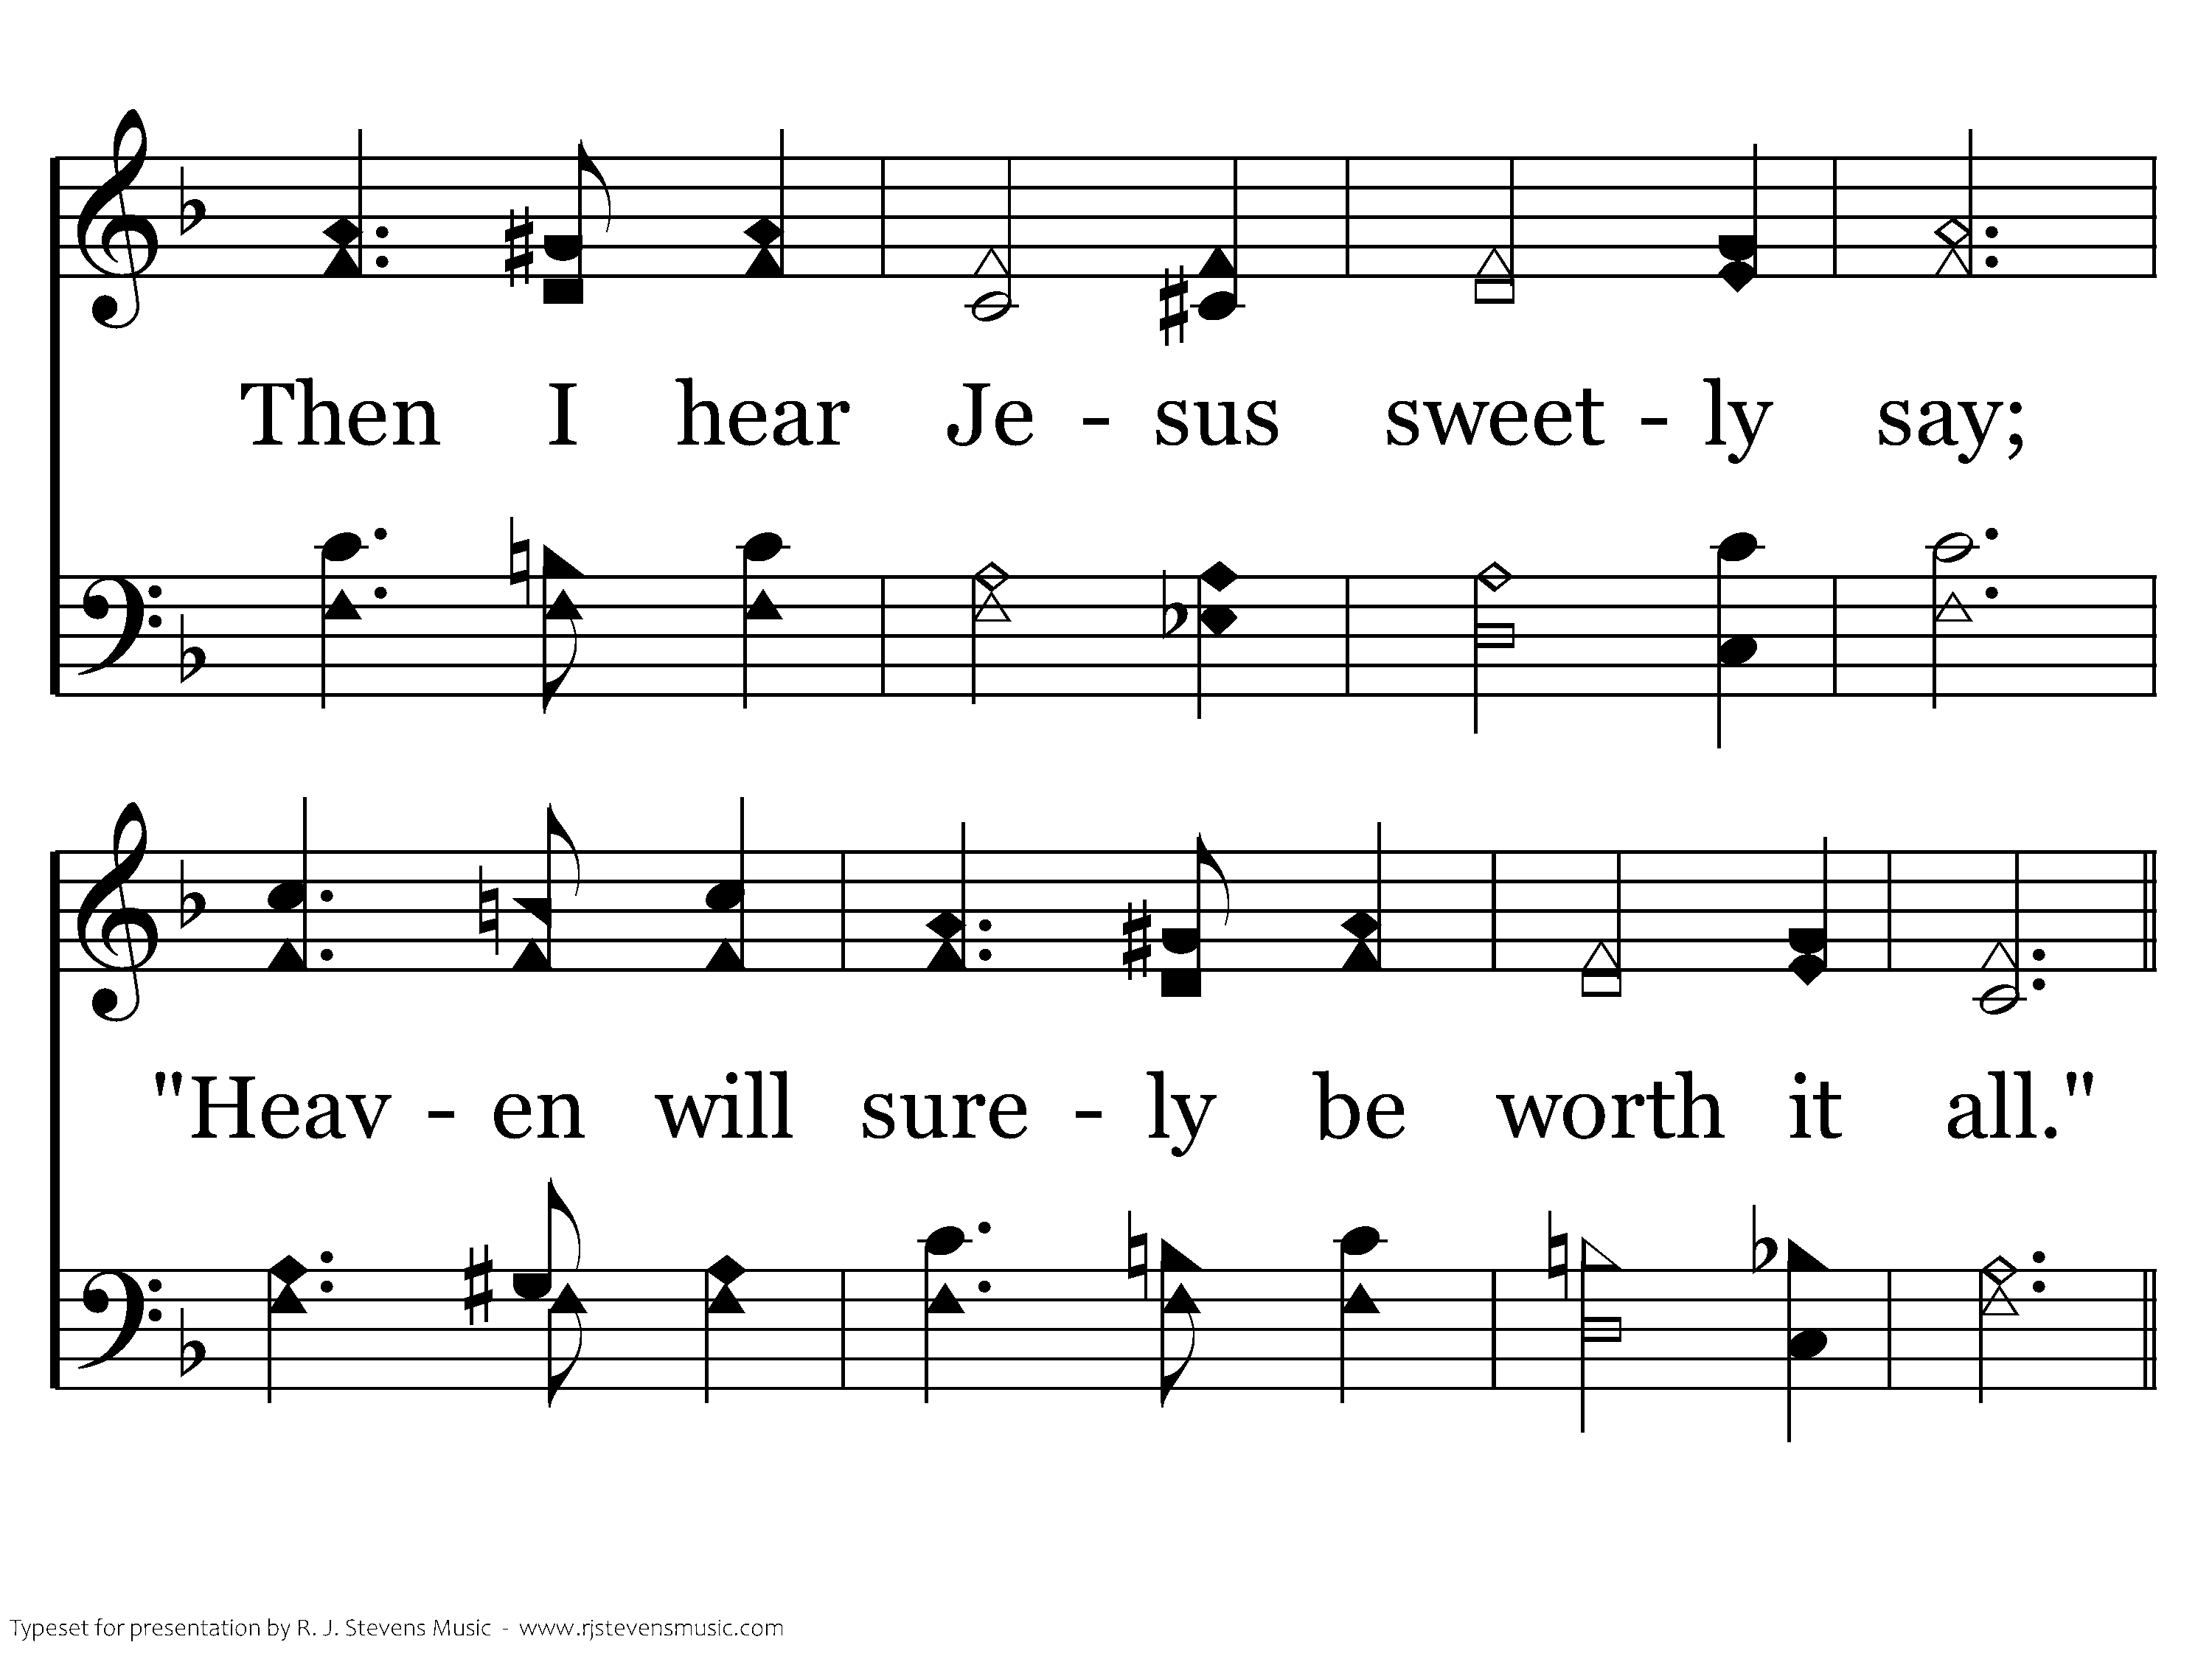 Then I hear Je - sus sweet - ly say;
"Heav - en will sure - ly be worth it all."
Typeset for presentation by R. J. Stevens Music - www.rjstevensmusic.com